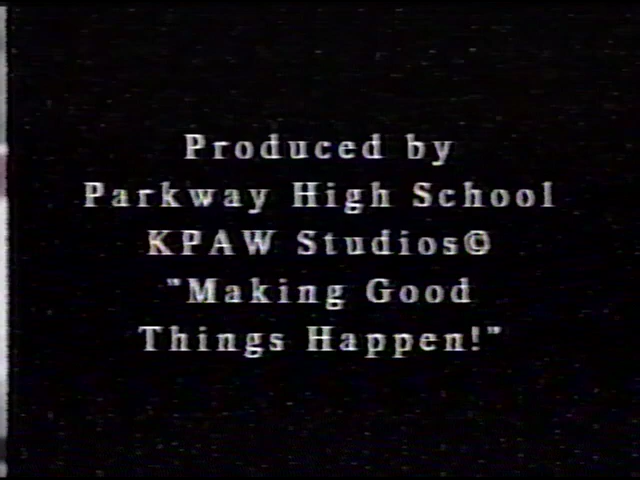 Produced by
Parkway High School
KPAW Studios©
"Making Good
Things Happen!"